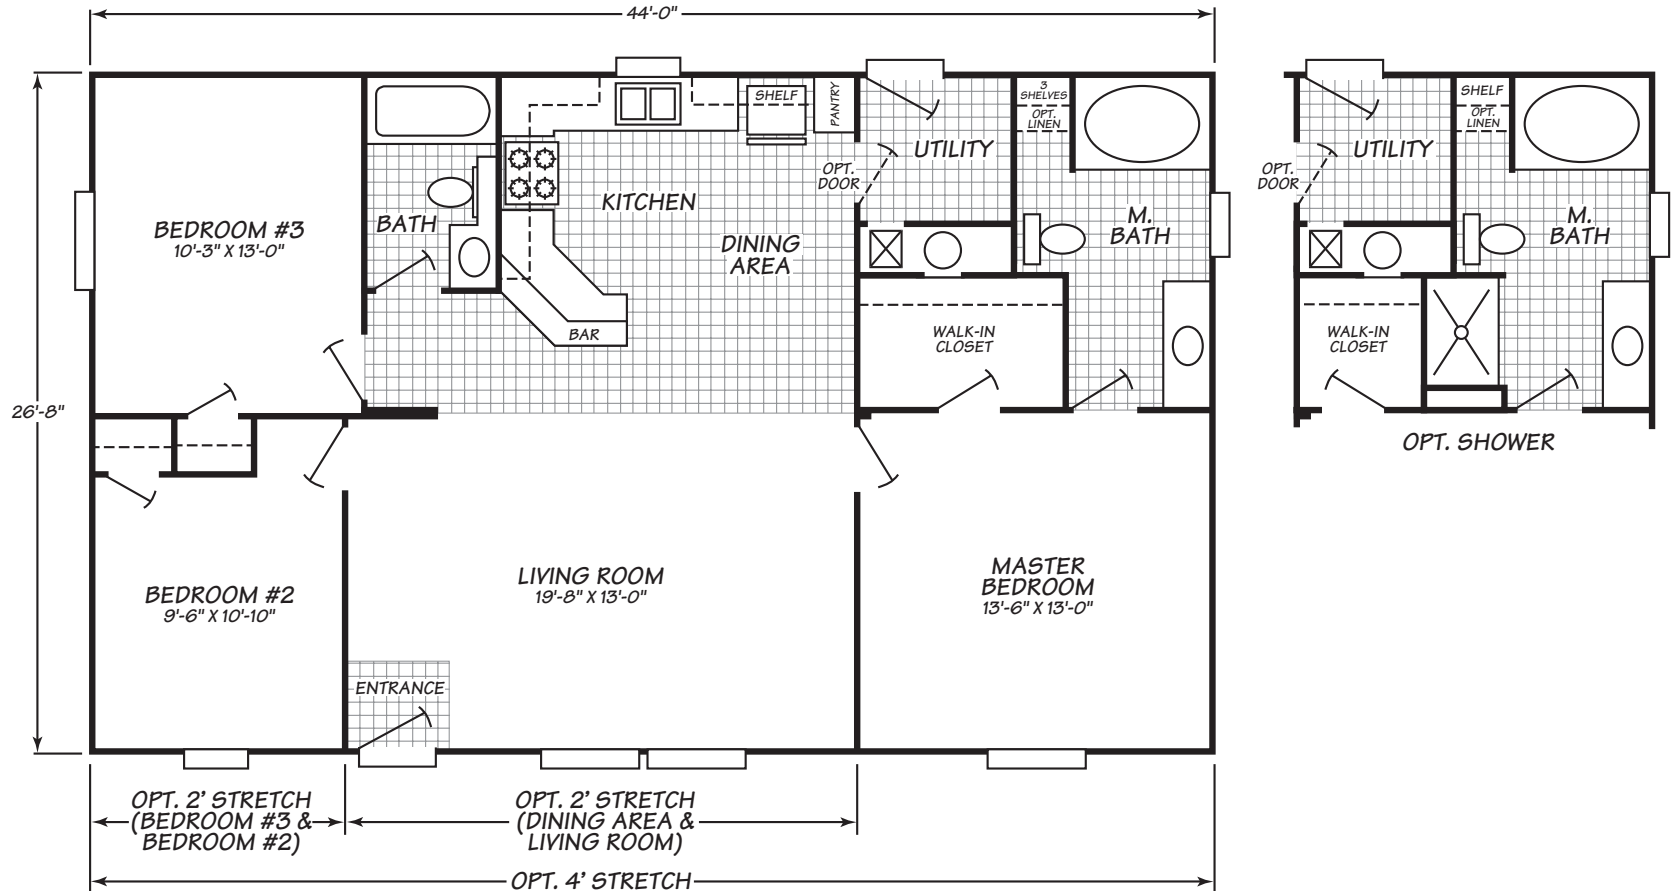 44'-0"
26'-8"
BEDROOM #3
10'-3" X 13'-0"
BATH
KITCHEN
DINING
AREA
BAR
SHELF
PANTRY
OPT.
DOOR
UTILITY
3
SHELVES
OPT.
LINEN
M.
BATH
WALK-IN
CLOSET
BEDROOM #2
9'-6" X 10'-10"
LIVING ROOM
19'-8" X 13'-0"
ENTRANCE
MASTER
BEDROOM
13'-6" X 13'-0"
OPT. 2' STRETCH
(BEDROOM #3 &
BEDROOM #2)
OPT. 2' STRETCH
(DINING AREA &
LIVING ROOM)
OPT. 4' STRETCH
OPT.
DOOR
UTILITY
SHELF
OPT.
LINEN
M.
BATH
WALK-IN
CLOSET
OPT. SHOWER